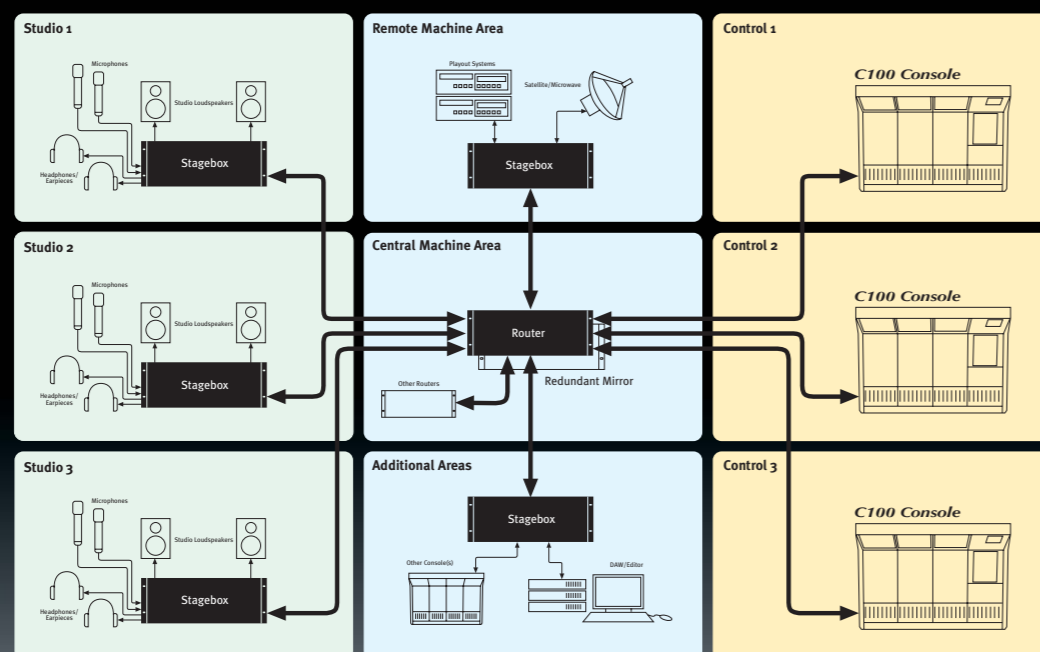 Studio 1
Microphones
Studio Loudspeakers
Stagebox
Headphones/
Earpieces
Remote Machine Area
Playout Systems
Satellite/Microwave
Stagebox
Control 1
C100 Console
Studio 2
Microphones
Studio Loudspeakers
Stagebox
Headphones/
Earpieces
Central Machine Area
Router
Redundant Mirror
Other Routers
Control 2
C100 Console
Studio 3
Microphones
Studio Loudspeakers
Stagebox
Headphones/
Earpieces
Additional Areas
Stagebox
Other Console(s)
DAW/Editor
Control 3
C100 Console